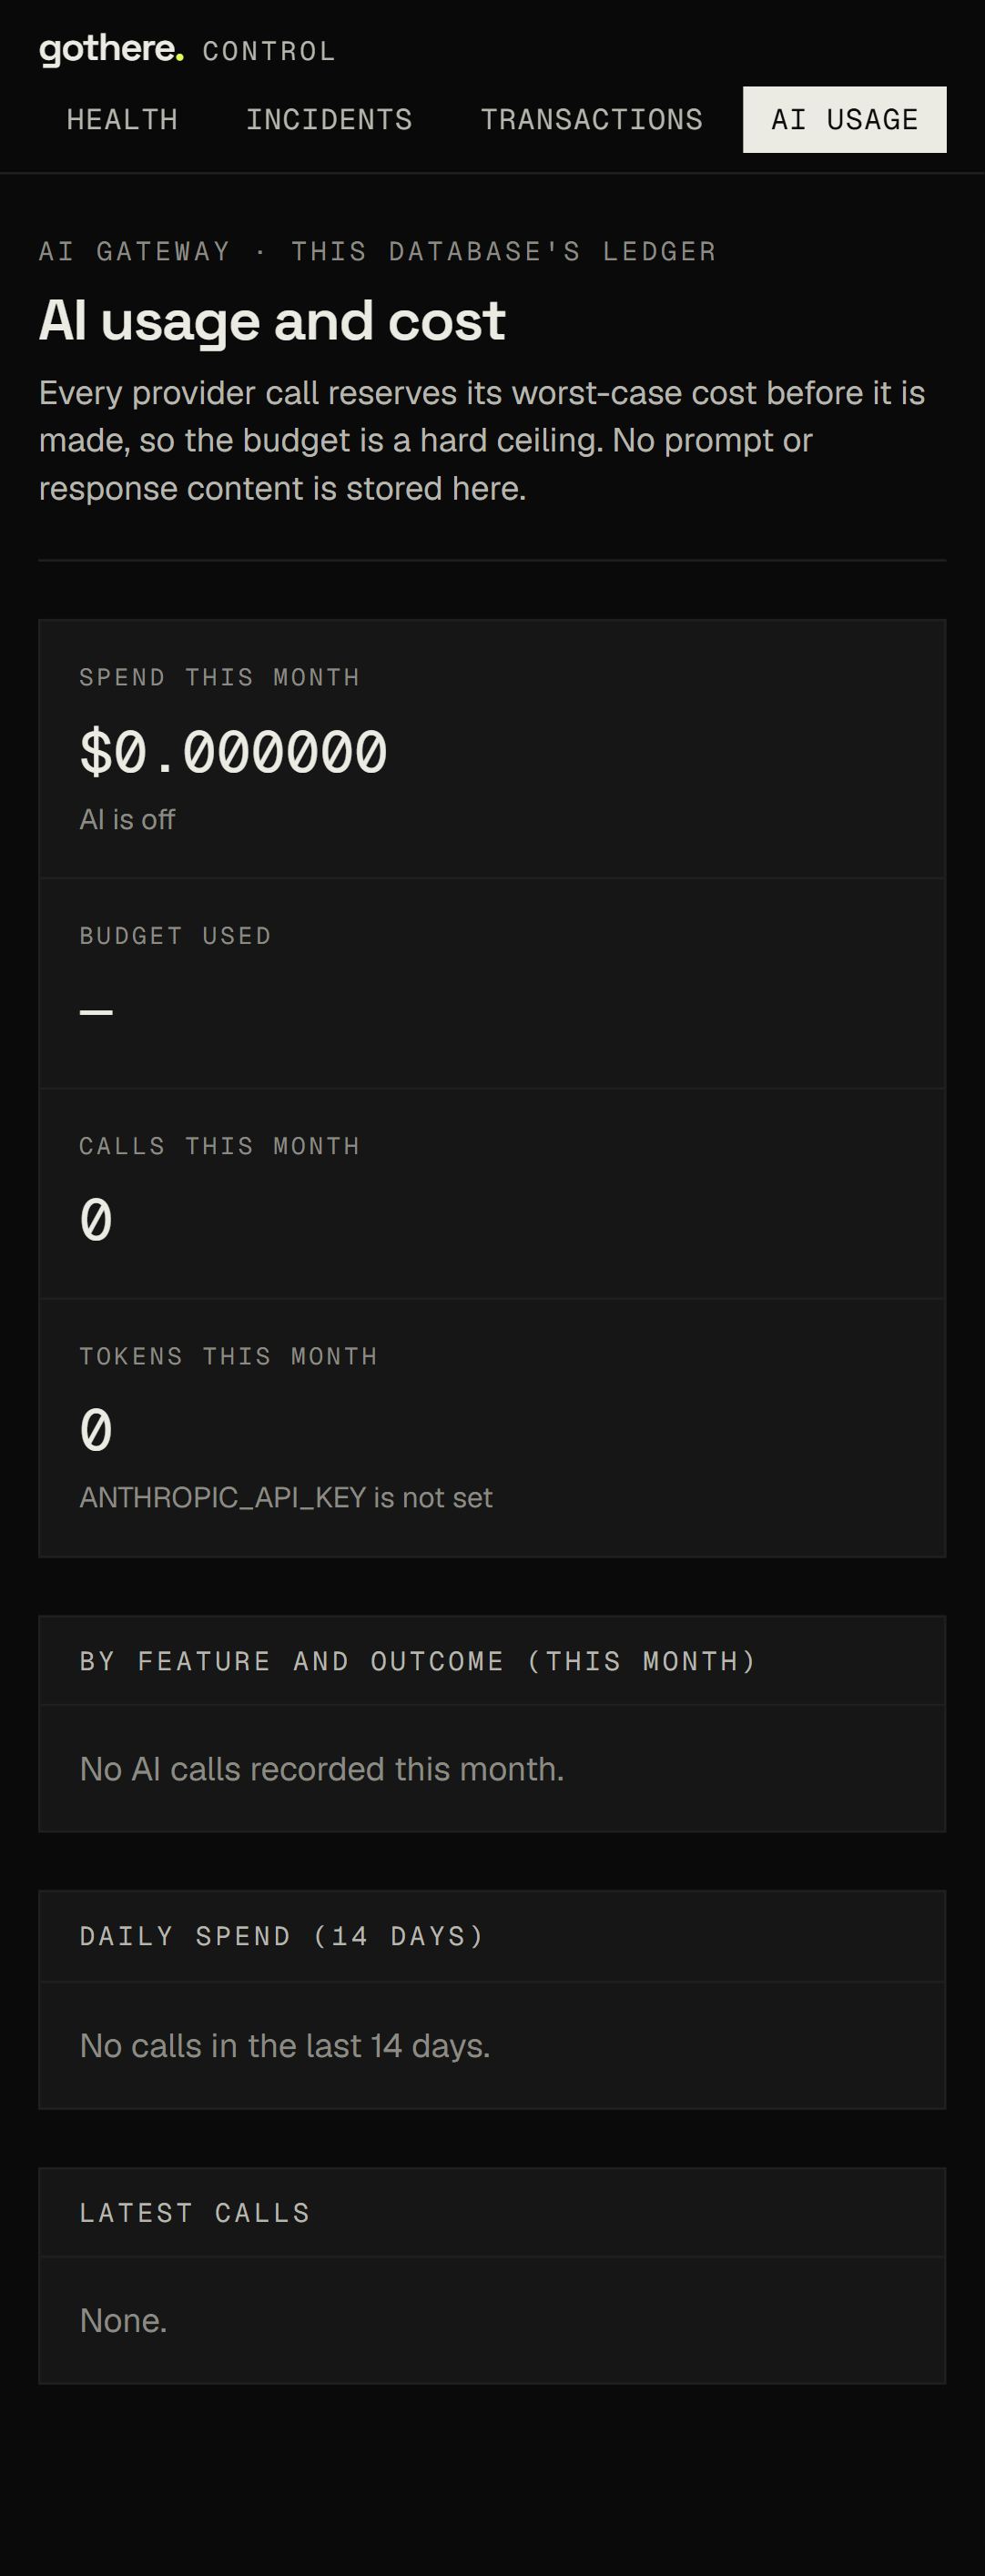 gothere. CONTROL
HEALTH INCIDENTS TRANSACTIONS AI USAGE
AI GATEWAY · THIS DATABASE'S LEDGER
AI usage and cost
Every provider call reserves its worst-case cost before it is
made, so the budget is a hard ceiling. No prompt or
response content is stored here.
SPEND THIS MONTH
$0.000000
AI is off
BUDGET USED
—
CALLS THIS MONTH
0
TOKENS THIS MONTH
0
ANTHROPIC_API_KEY is not set
BY FEATURE AND OUTCOME (THIS MONTH)
No AI calls recorded this month.
DAILY SPEND (14 DAYS)
No calls in the last 14 days.
LATEST CALLS
None.